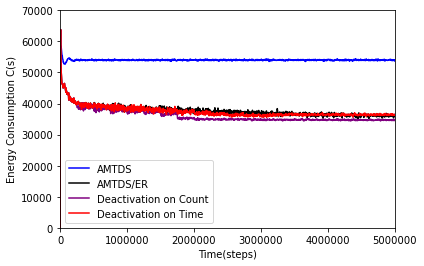 70000
60000
50000
40000
30000
20000
10000
0
Energy Consumption C(s)
AMTDS
AMTDS/ER
Deactivation on Count
Deactivation on Time
0 1000000 2000000 3000000 4000000 5000000
Time(steps)